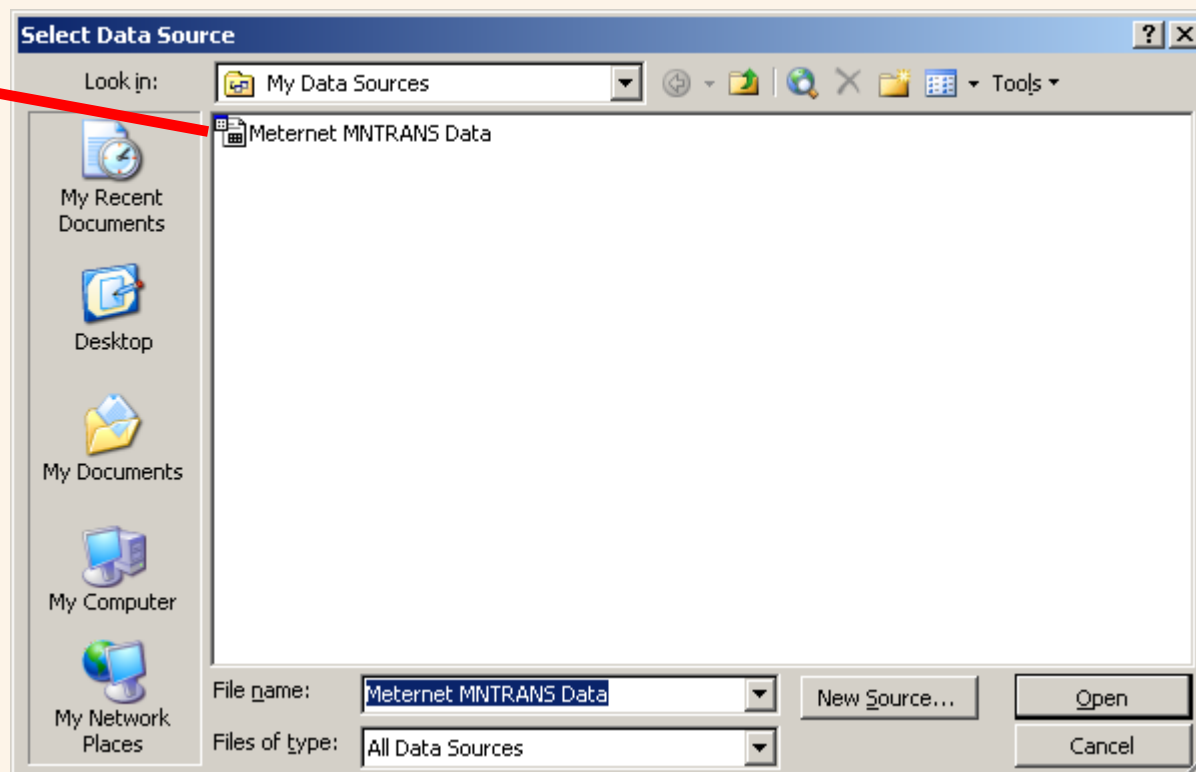 Select Data Source
Look in:
My Data Sources
Tools
Meternet MNTRANS Data
My Recent
Documents
Desktop
My Documents
My Computer
My Network
Places
File name:
Meternet MNTRANS Data
New Source...
Open
Files of type:
All Data Sources
Cancel